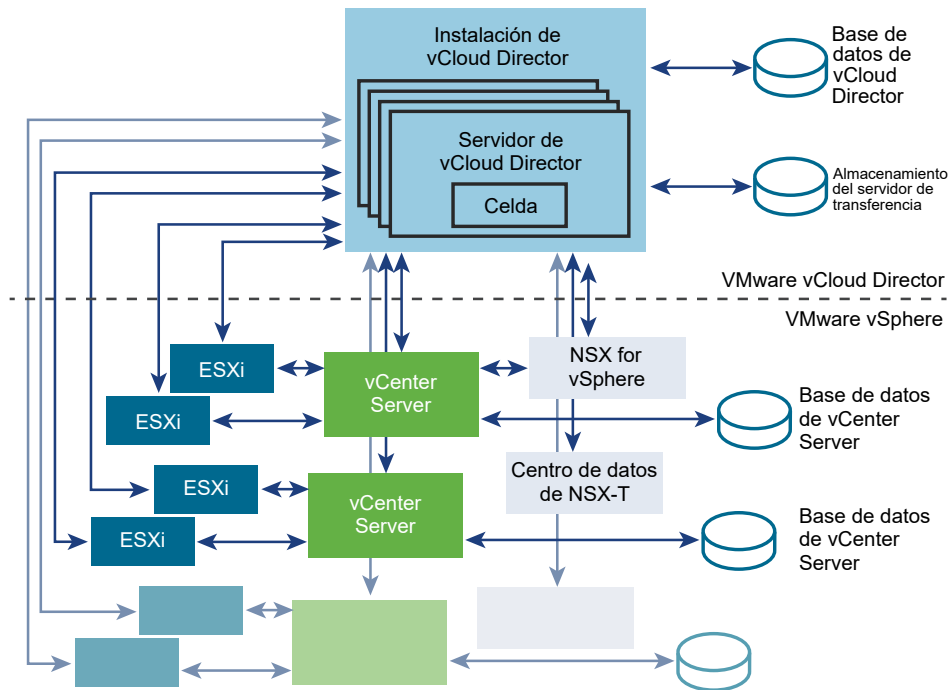 Instalación de
vCloud Director
Base de
datos de
vCloud
Director
Servidor de
vCloud Director
Celda
Almacenamiento
del servidor de
transferencia
VMware vCloud Director
VMware vSphere
ESXi
vCenter
Server
NSX for
vSphere
ESXi
Base de datos
de vCenter
Server
ESXi
vCenter
Server
Centro de datos
de NSX-T
ESXi
Base de datos
de vCenter
Server